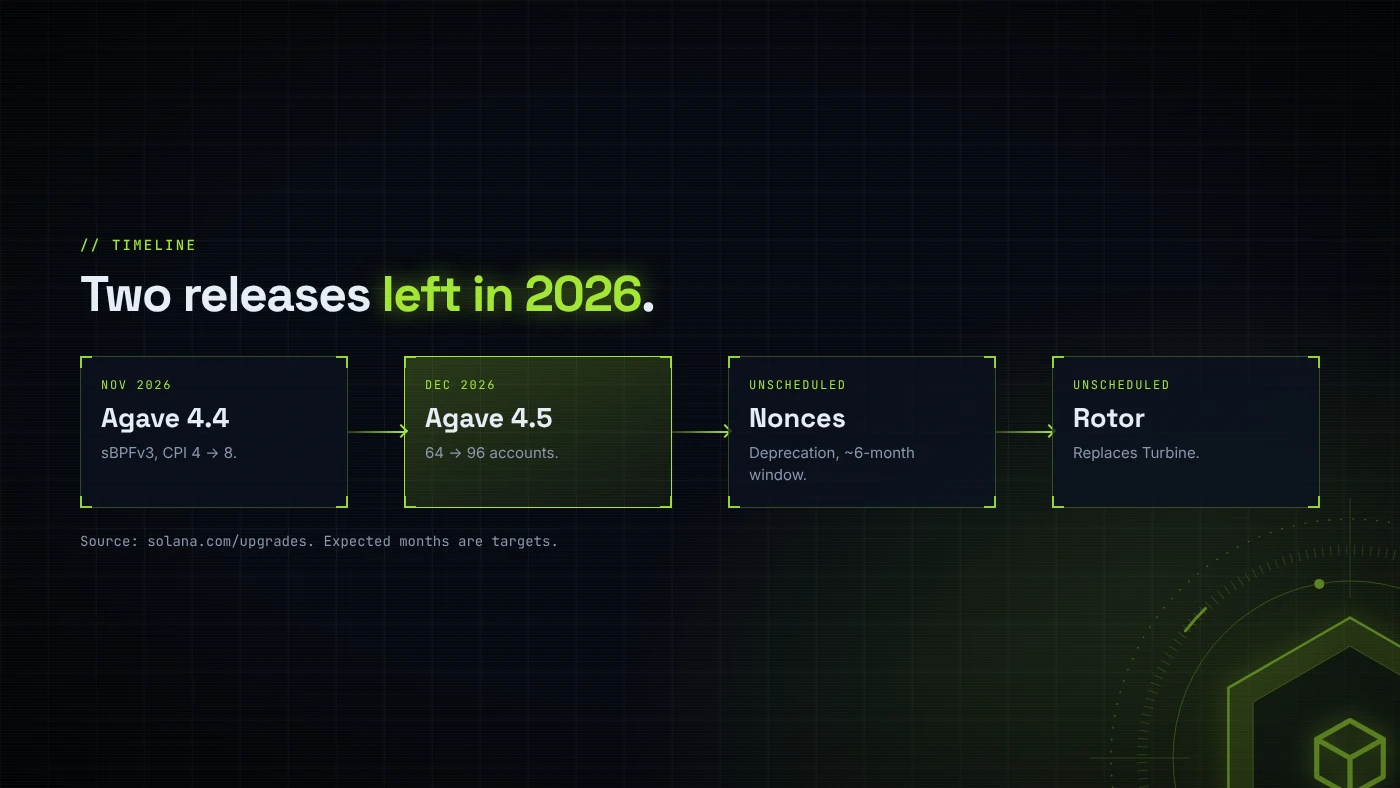 // TIMELINE
Two releases left in 2026.
NOV 2026
Agave 4.4
sBPFv3, CPI 4 → 8.
DEC 2026
Agave 4.5
64 → 96 accounts.
UNSCHEDULED
Nonces
Deprecation, ~6-month
window.
UNSCHEDULED
Rotor
Replaces Turbine.
Source: solana.com/upgrades. Expected months are targets.